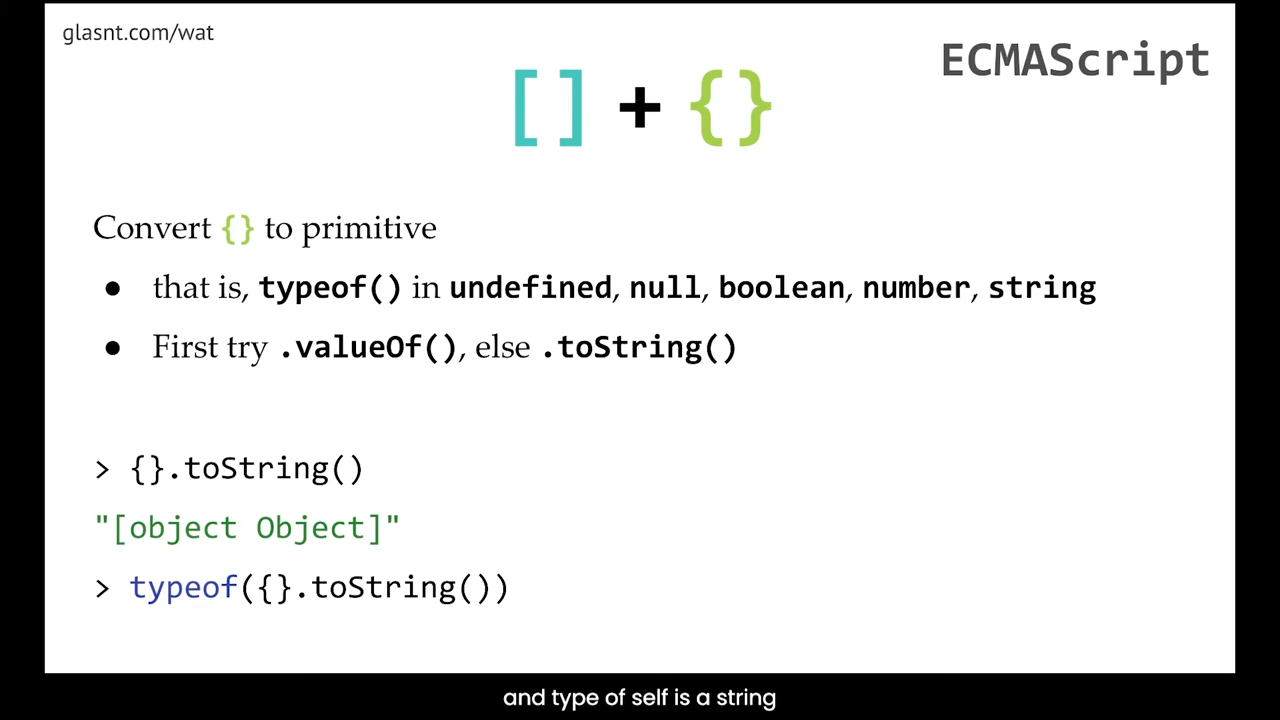 glasnt.com/wat
ECMAScript
[] + {}
Convert {} to primitive
● that is, typeof() in undefined, null, boolean, number, string
● First try .valueOf(), else .toString()
> {}.toString()
"[object Object]"
> typeof({}.toString())
and type of self is a string